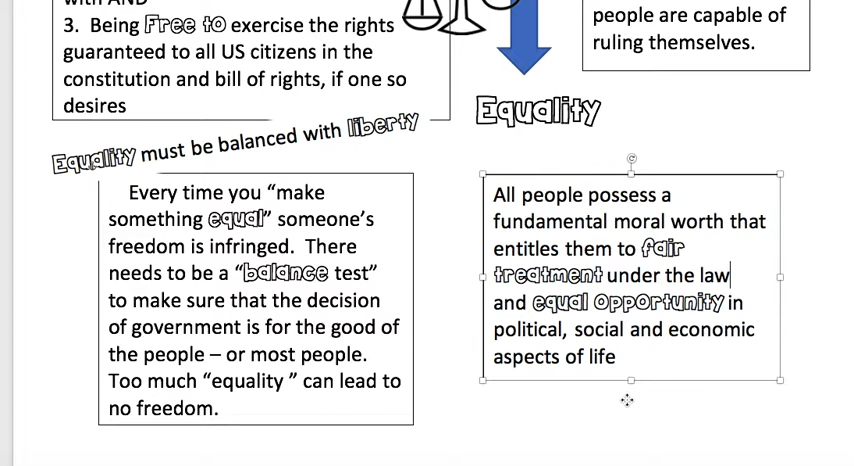 with AND
3. Being Free to exercise the rights
guaranteed to all US citizens in the
constitution and bill of rights, if one so
desires
people are capable of
ruling themselves.
Equality
Equality must be balanced with liberty
Every time you “make
something equal” someone’s
freedom is infringed. There
needs to be a “balance test”
to make sure that the decision
of government is for the good of
the people – or most people.
Too much “equality ” can lead to
no freedom.
All people possess a
fundamental moral worth that
entitles them to fair
treatment under the law
and equal opportunity in
political, social and economic
aspects of life